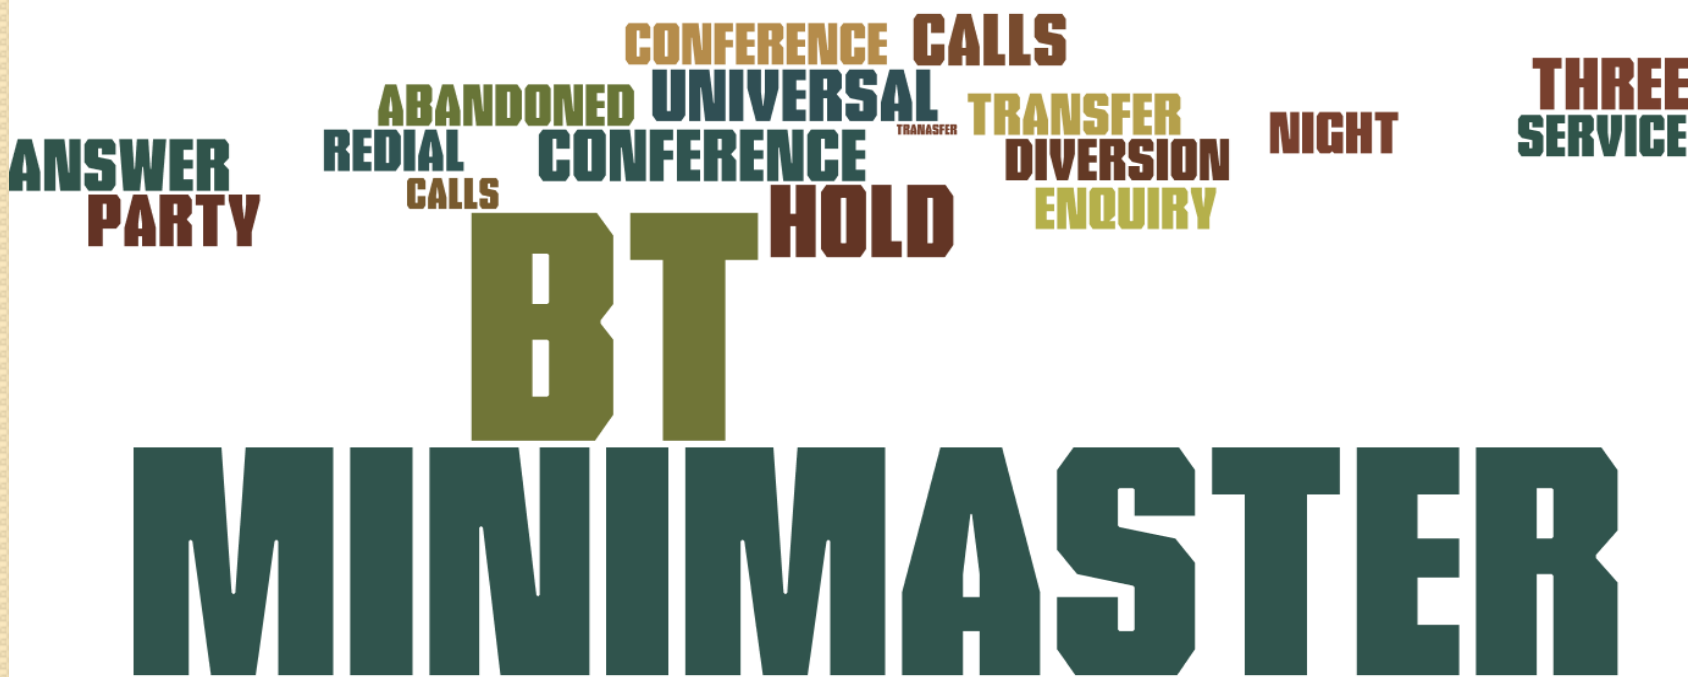 CONFERENCE CALLS
ABANDONED UNIVERSAL TRANSFER
TRANASFER
NIGHT
THREE
SERVICE
ANSWER
REDIAL CONFERENCE DIVERSION
PARTY
CALLS
HOLD
ENQUIRY
BT
MINIMASTER